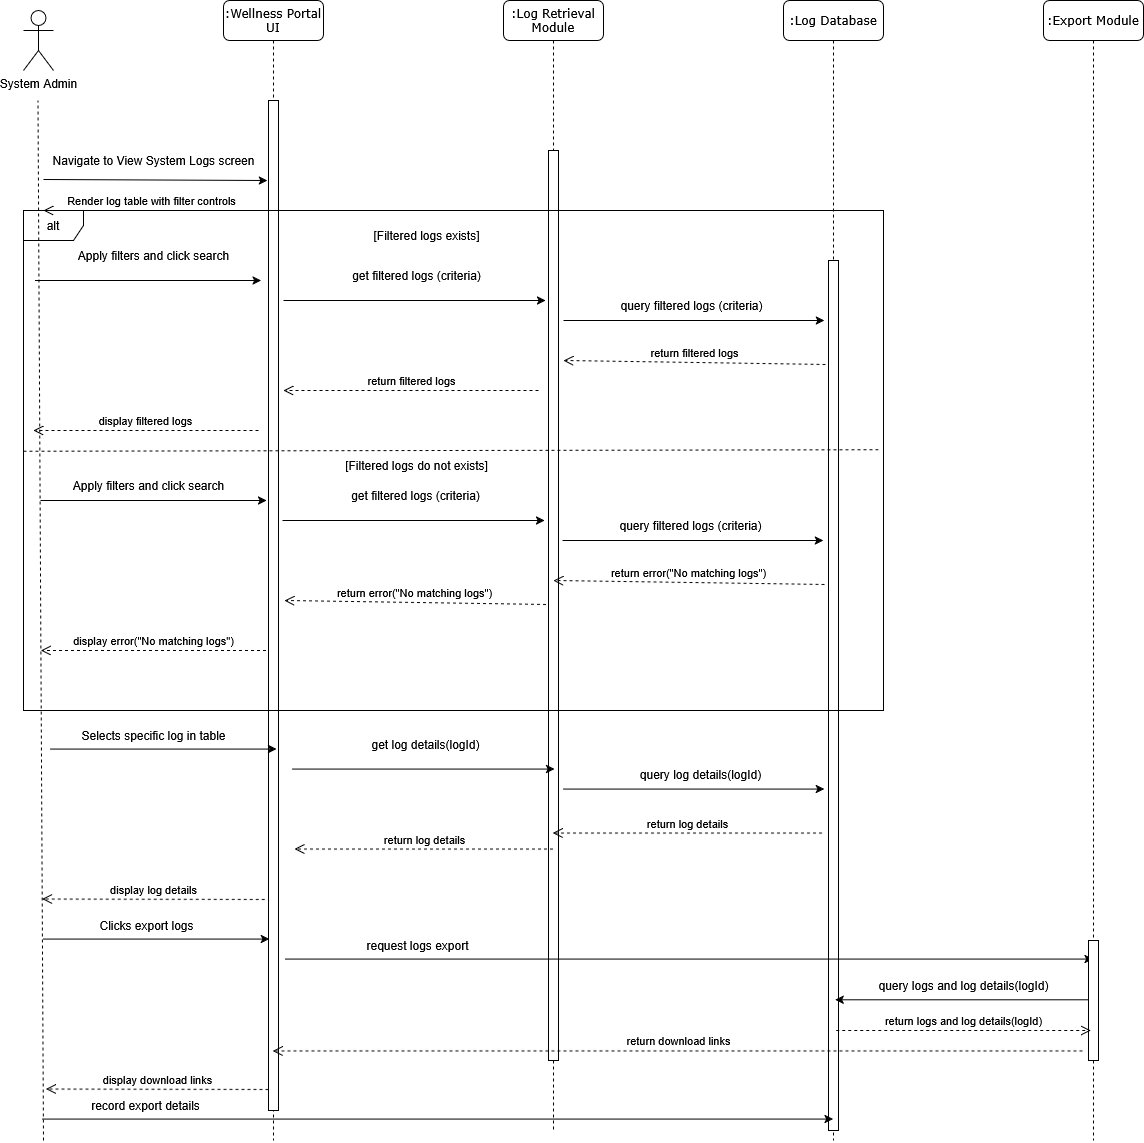 :Wellness Portal
UI
:Log Retrieval
Module
:Log Database
:Export Module
System Admin
Navigate to View System Logs screen
Render log table with filter controls
alt
[Filtered logs exists]
Apply filters and click search
get filtered logs (criteria)
query filtered logs (criteria)
return filtered logs
return filtered logs
display filtered logs
[Filtered logs do not exists]
Apply filters and click search
get filtered logs (criteria)
query filtered logs (criteria)
return error("No matching logs")
return error("No matching logs")
display error("No matching logs")
Selects specific log in table
get log details(logId)
query log details(logId)
return log details
return log details
display log details
Clicks export logs
request logs export
query logs and log details(logId)
return logs and log details(logId)
return download links
display download links
record export details